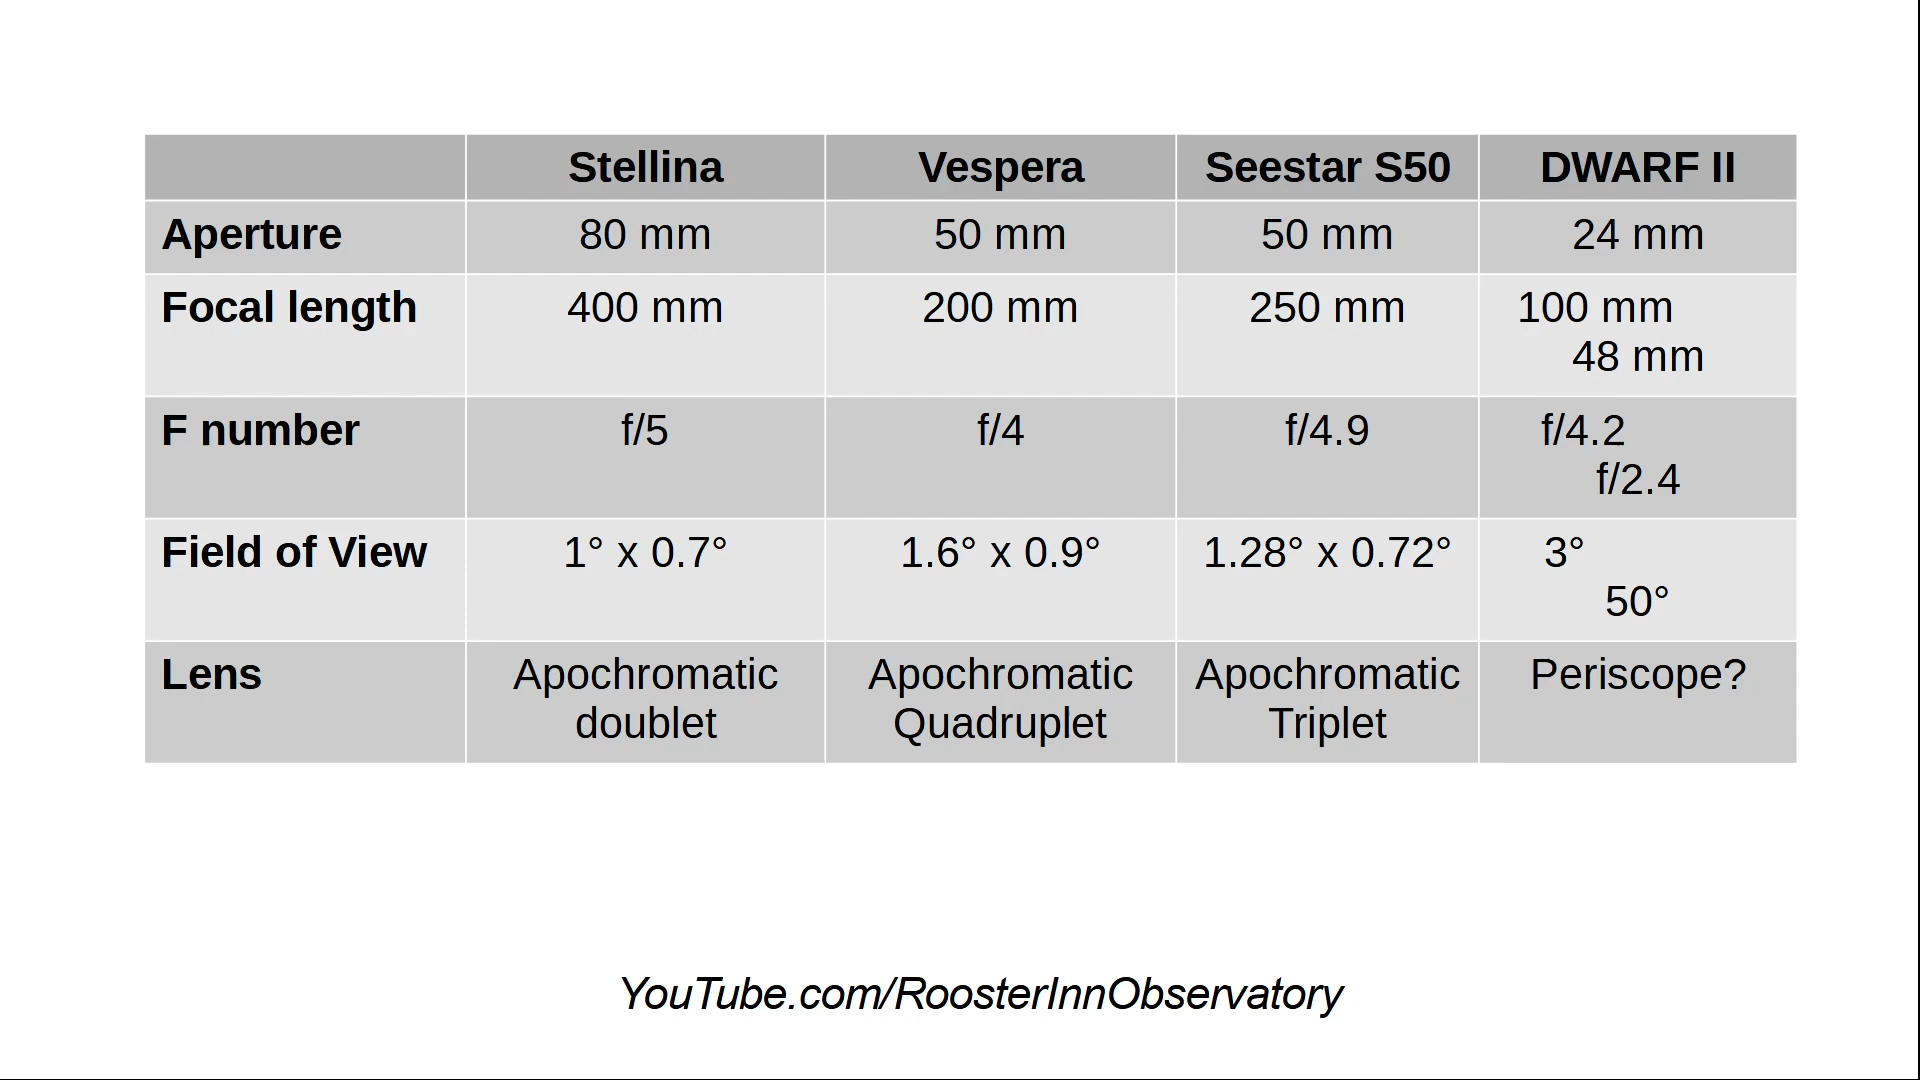 Stellina Vespera Seestar S50 DWARF II
Aperture 80 mm 50 mm 50 mm 24 mm
Focal length 400 mm 200 mm 250 mm 100 mm
48 mm
F number f/5 f/4 f/4.9 f/4.2
f/2.4
Field of View 1° x 0.7° 1.6° x 0.9° 1.28° x 0.72° 3°
50°
Lens Apochromatic Apochromatic Apochromatic Periscope?
doublet Quadruplet Triplet
YouTube.com/RoosterInnObservatory